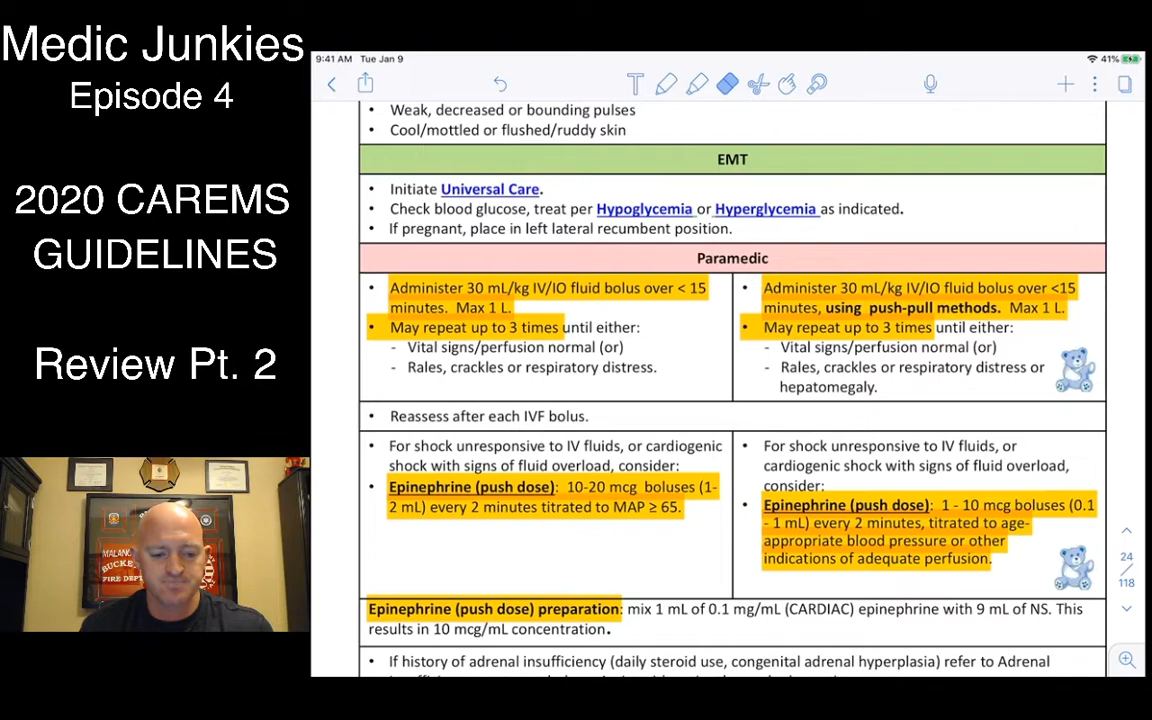 Medic Junkies
Episode 4
2020 CAREMS
GUIDELINES
Review Pt. 2
9:41 AM Tue Jan 9
41%
• Weak, decreased or bounding pulses
• Cool/mottled or flushed/ruddy skin
EMT
• Initiate Universal Care.
• Check blood glucose, treat per Hypoglycemia or Hyperglycemia as indicated.
• If pregnant, place in left lateral recumbent position.
Paramedic
• Administer 30 mL/kg IV/IO fluid bolus over < 15
minutes. Max 1 L.
• May repeat up to 3 times until either:
- Vital signs/perfusion normal (or)
- Rales, crackles or respiratory distress.
• Administer 30 mL/kg IV/IO fluid bolus over <15
minutes, using push-pull methods. Max 1 L.
• May repeat up to 3 times until either:
- Vital signs/perfusion normal (or)
- Rales, crackles or respiratory distress or
hepatomegaly.
• Reassess after each IVF bolus.
• For shock unresponsive to IV fluids, or cardiogenic
shock with signs of fluid overload, consider:
• Epinephrine (push dose): 10-20 mcg boluses (1-
2 mL) every 2 minutes titrated to MAP ≥ 65.
• For shock unresponsive to IV fluids, or
cardiogenic shock with signs of fluid overload,
consider:
• Epinephrine (push dose): 1 - 10 mcg boluses (0.1
- 1 mL) every 2 minutes, titrated to age-
appropriate blood pressure or other
indications of adequate perfusion.
Epinephrine (push dose) preparation: mix 1 mL of 0.1 mg/mL (CARDIAC) epinephrine with 9 mL of NS. This
results in 10 mcg/mL concentration.
• If history of adrenal insufficiency (daily steroid use, congenital adrenal hyperplasia) refer to Adrenal
24
118